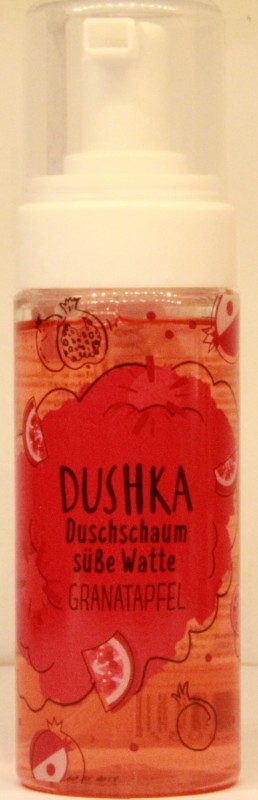 DUSHKA
Duschschaum
süße Watte
GRANATAPFEL